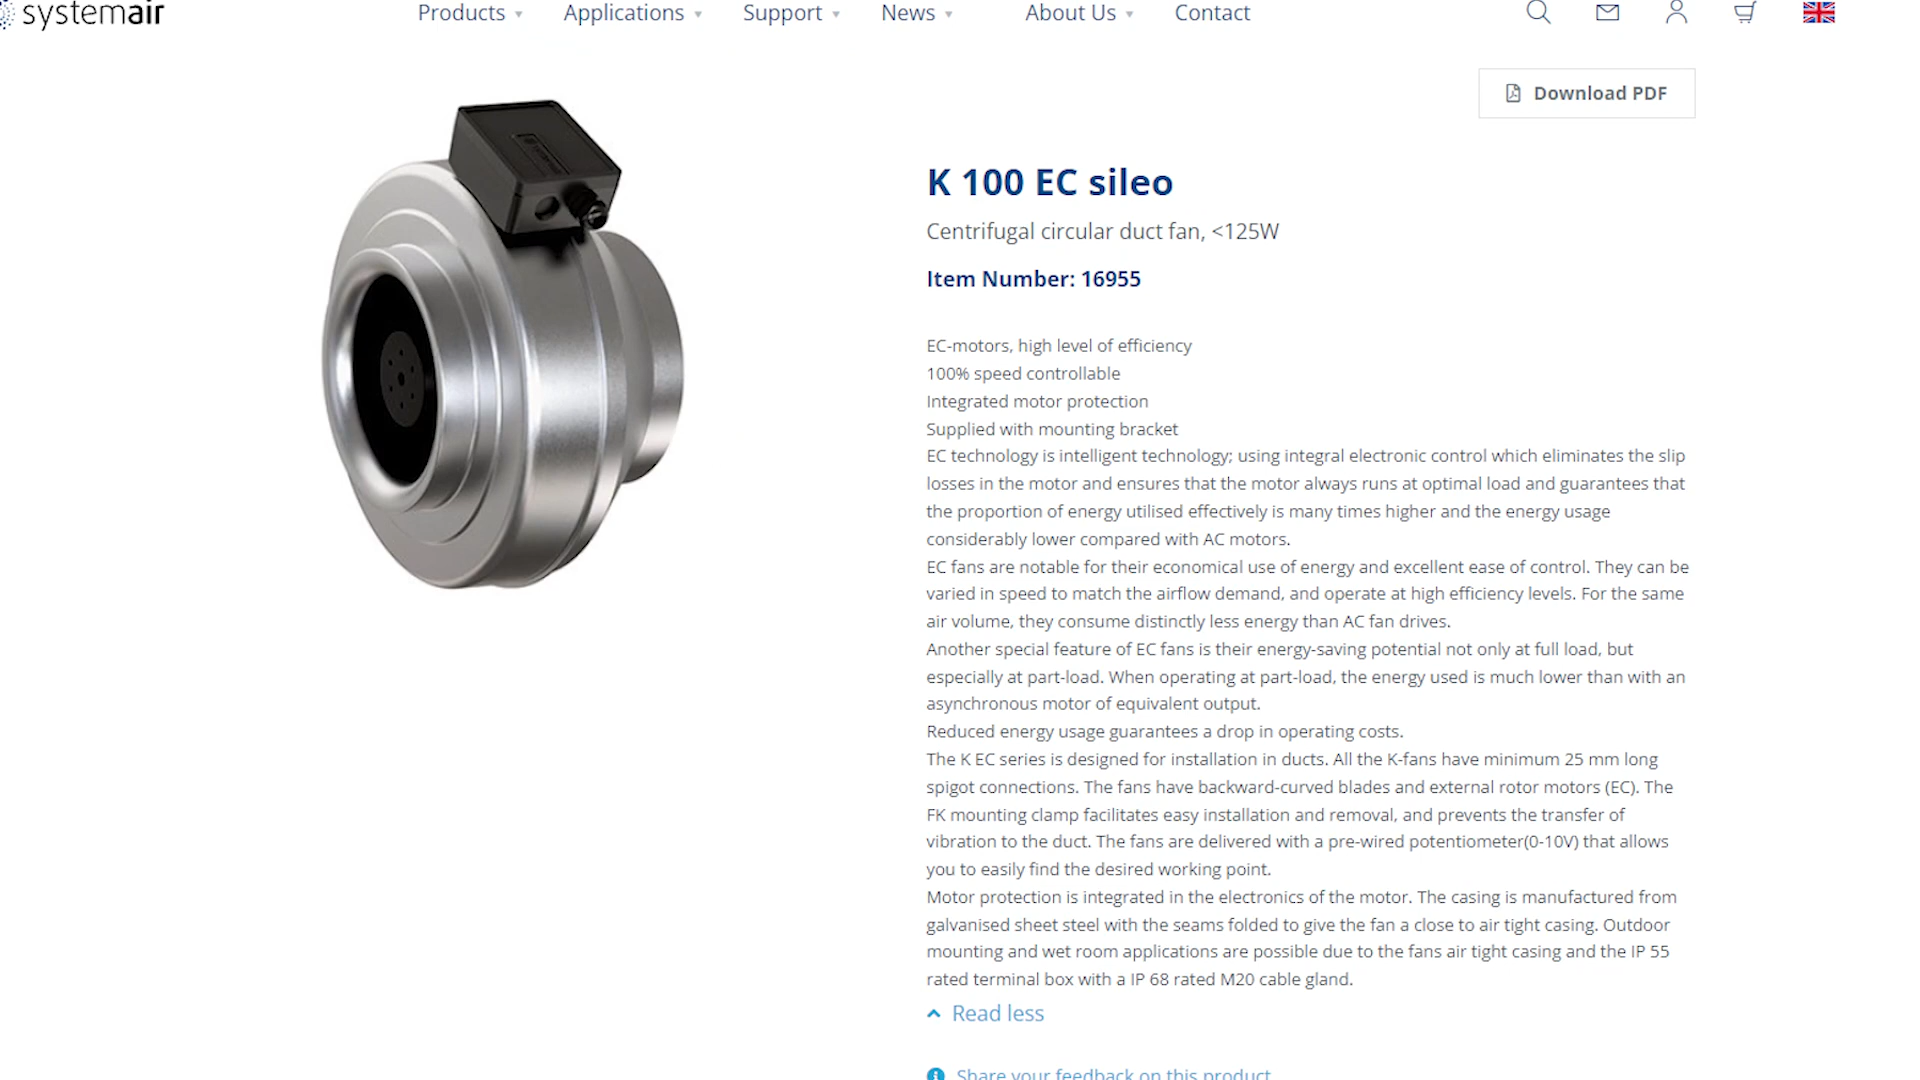 systemair
Products
Applications
Support
News
About Us
Contact
Download PDF
K 100 EC sileo
Centrifugal circular duct fan, <125W
Item Number: 16955
EC-motors, high level of efficiency
100% speed controllable
Integrated motor protection
Supplied with mounting bracket
EC technology is intelligent technology; using integral electronic control which eliminates the slip
losses in the motor and ensures that the motor always runs at optimal load and guarantees that
the proportion of energy utilised effectively is many times higher and the energy usage
considerably lower compared with AC motors.
EC fans are notable for their economical use of energy and excellent ease of control. They can be
varied in speed to match the airflow demand, and operate at high efficiency levels. For the same
air volume, they consume distinctly less energy than AC fan drives.
Another special feature of EC fans is their energy-saving potential not only at full load, but
especially at part-load. When operating at part-load, the energy used is much lower than with an
asynchronous motor of equivalent output.
Reduced energy usage guarantees a drop in operating costs.
The K EC series is designed for installation in ducts. All the K-fans have minimum 25 mm long
spigot connections. The fans have backward-curved blades and external rotor motors (EC). The
FK mounting clamp facilitates easy installation and removal, and prevents the transfer of
vibration to the duct. The fans are delivered with a pre-wired potentiometer(0-10V) that allows
you to easily find the desired working point.
Motor protection is integrated in the electronics of the motor. The casing is manufactured from
galvanised sheet steel with the seams folded to give the fan a close to air tight casing. Outdoor
mounting and wet room applications are possible due to the fans air tight casing and the IP 55
rated terminal box with a IP 68 rated M20 cable gland.
Read less
Share your feedback on this product